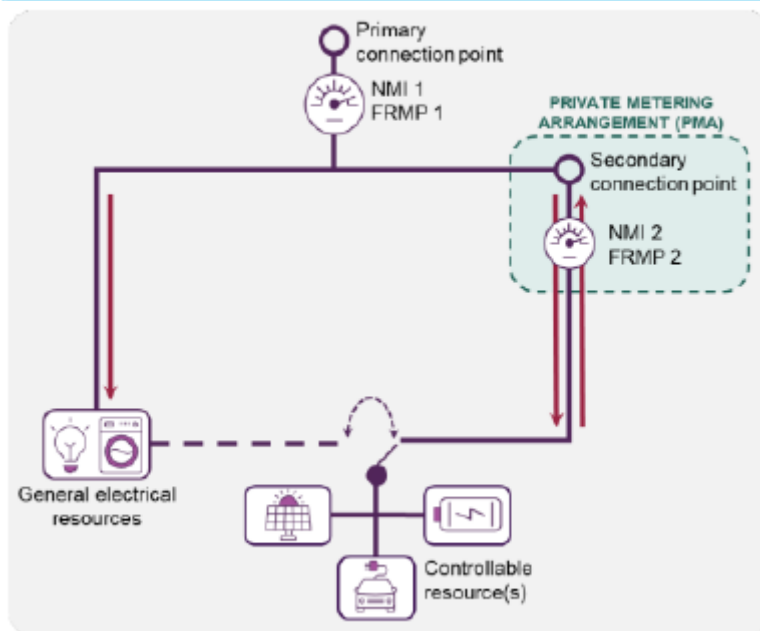 Primary
connection point
NMI 1
FRMP 1
PRIVATE METERING
ARRANGEMENT (PMA)
Secondary
connection point
NMI 2
FRMP 2
General electrical
resources
Controllable
resource(s)